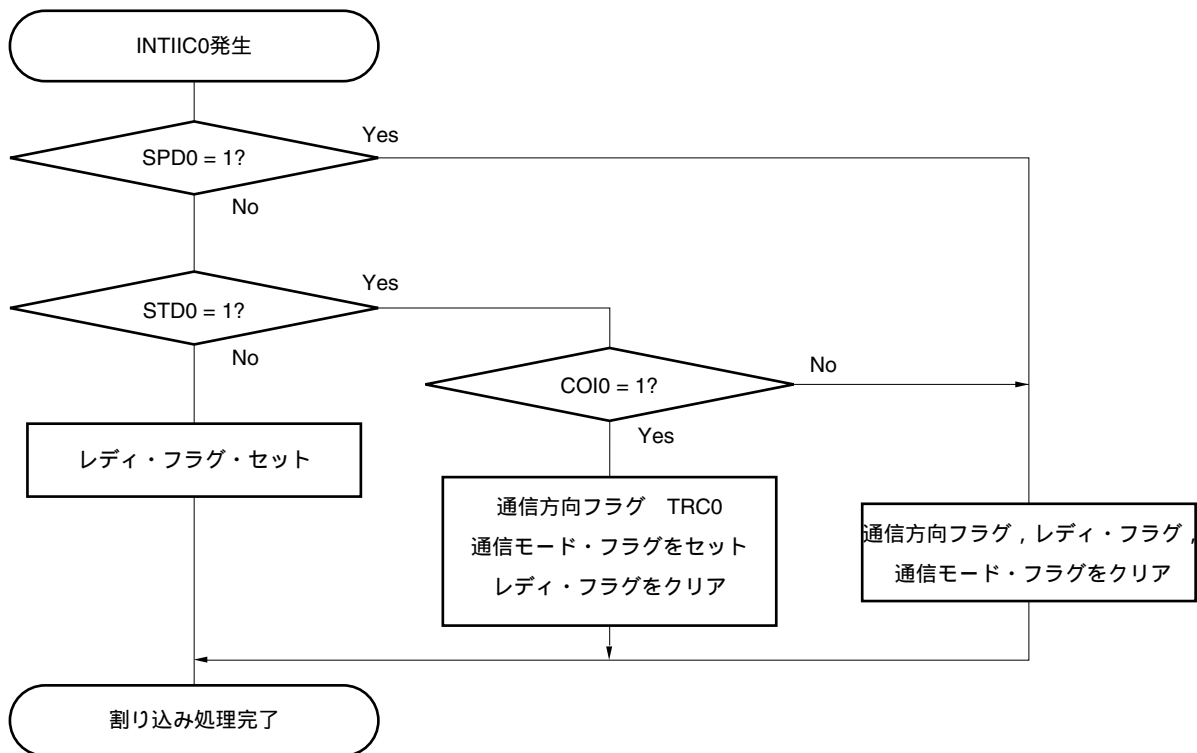 INTIIC0発生
SPD0 = 1?
Yes
No
STD0 = 1?
Yes
No
COI0 = 1?
No
Yes
レディ・フラグ・セット
通信方向フラグ　TRC0
通信モード・フラグをセット
レディ・フラグをクリア
通信方向フラグ，レディ・フラグ，
通信モード・フラグをクリア
割り込み処理完了